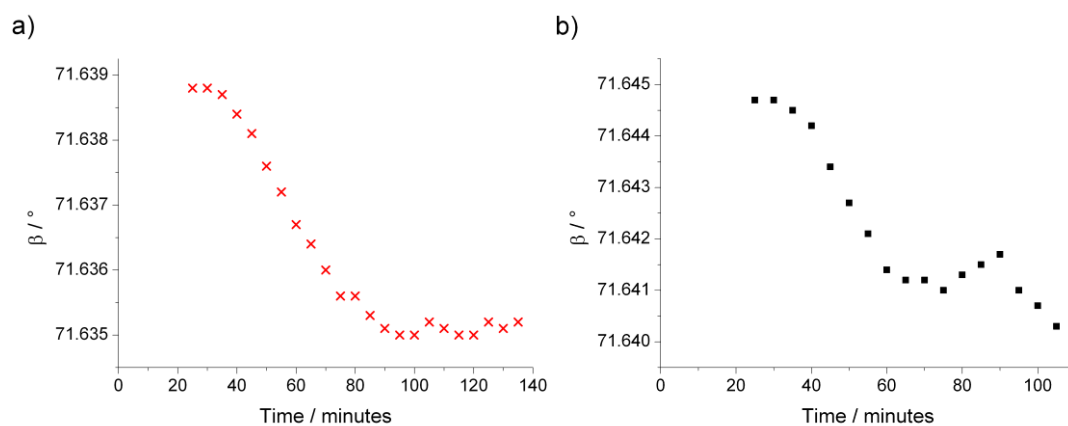 a)
71.639
71.638
71.637
71.636
71.635
β / °
0 20 40 60 80 100 120 140
Time / minutes
b)
71.645
71.644
71.643
71.642
71.641
71.640
β / °
0 20 40 60 80 100
Time / minutes